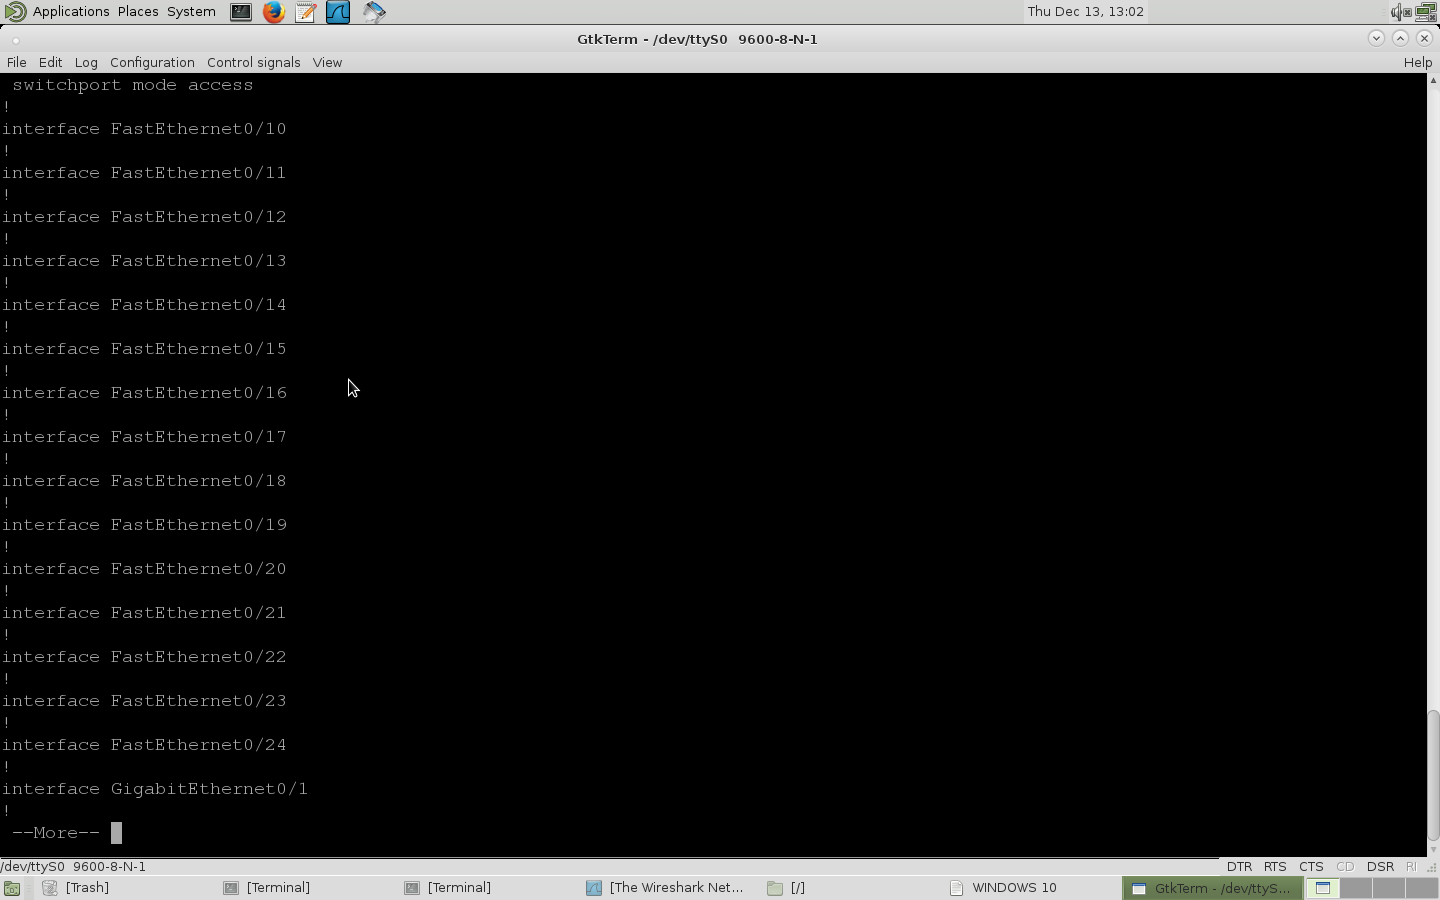 Applications Places System
Thu Dec 13, 13:02
GtkTerm - /dev/ttyS0 9600-8-N-1
File Edit Log Configuration Control signals View Help
switchport mode access
!
interface FastEthernet0/10
!
interface FastEthernet0/11
!
interface FastEthernet0/12
!
interface FastEthernet0/13
!
interface FastEthernet0/14
!
interface FastEthernet0/15
!
interface FastEthernet0/16
!
interface FastEthernet0/17
!
interface FastEthernet0/18
!
interface FastEthernet0/19
!
interface FastEthernet0/20
!
interface FastEthernet0/21
!
interface FastEthernet0/22
!
interface FastEthernet0/23
!
interface FastEthernet0/24
!
interface GigabitEthernet0/1
!
--More--
/dev/ttyS0 9600-8-N-1 DTR RTS CTS CD DSR RI
[Trash] [Terminal] [Terminal] [The Wireshark Net... [/] WINDOWS 10 GtkTerm - /dev/ttyS...